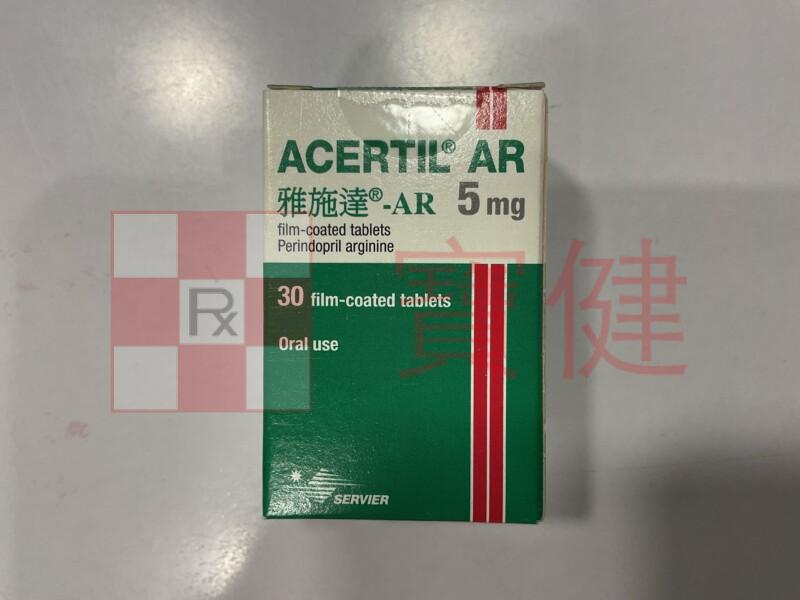 ACERTIL® AR
雅施達®-AR 5 mg
film-coated tablets
Perindopril arginine
30 film-coated tablets
Oral use
SERVIER
Rx
寶健